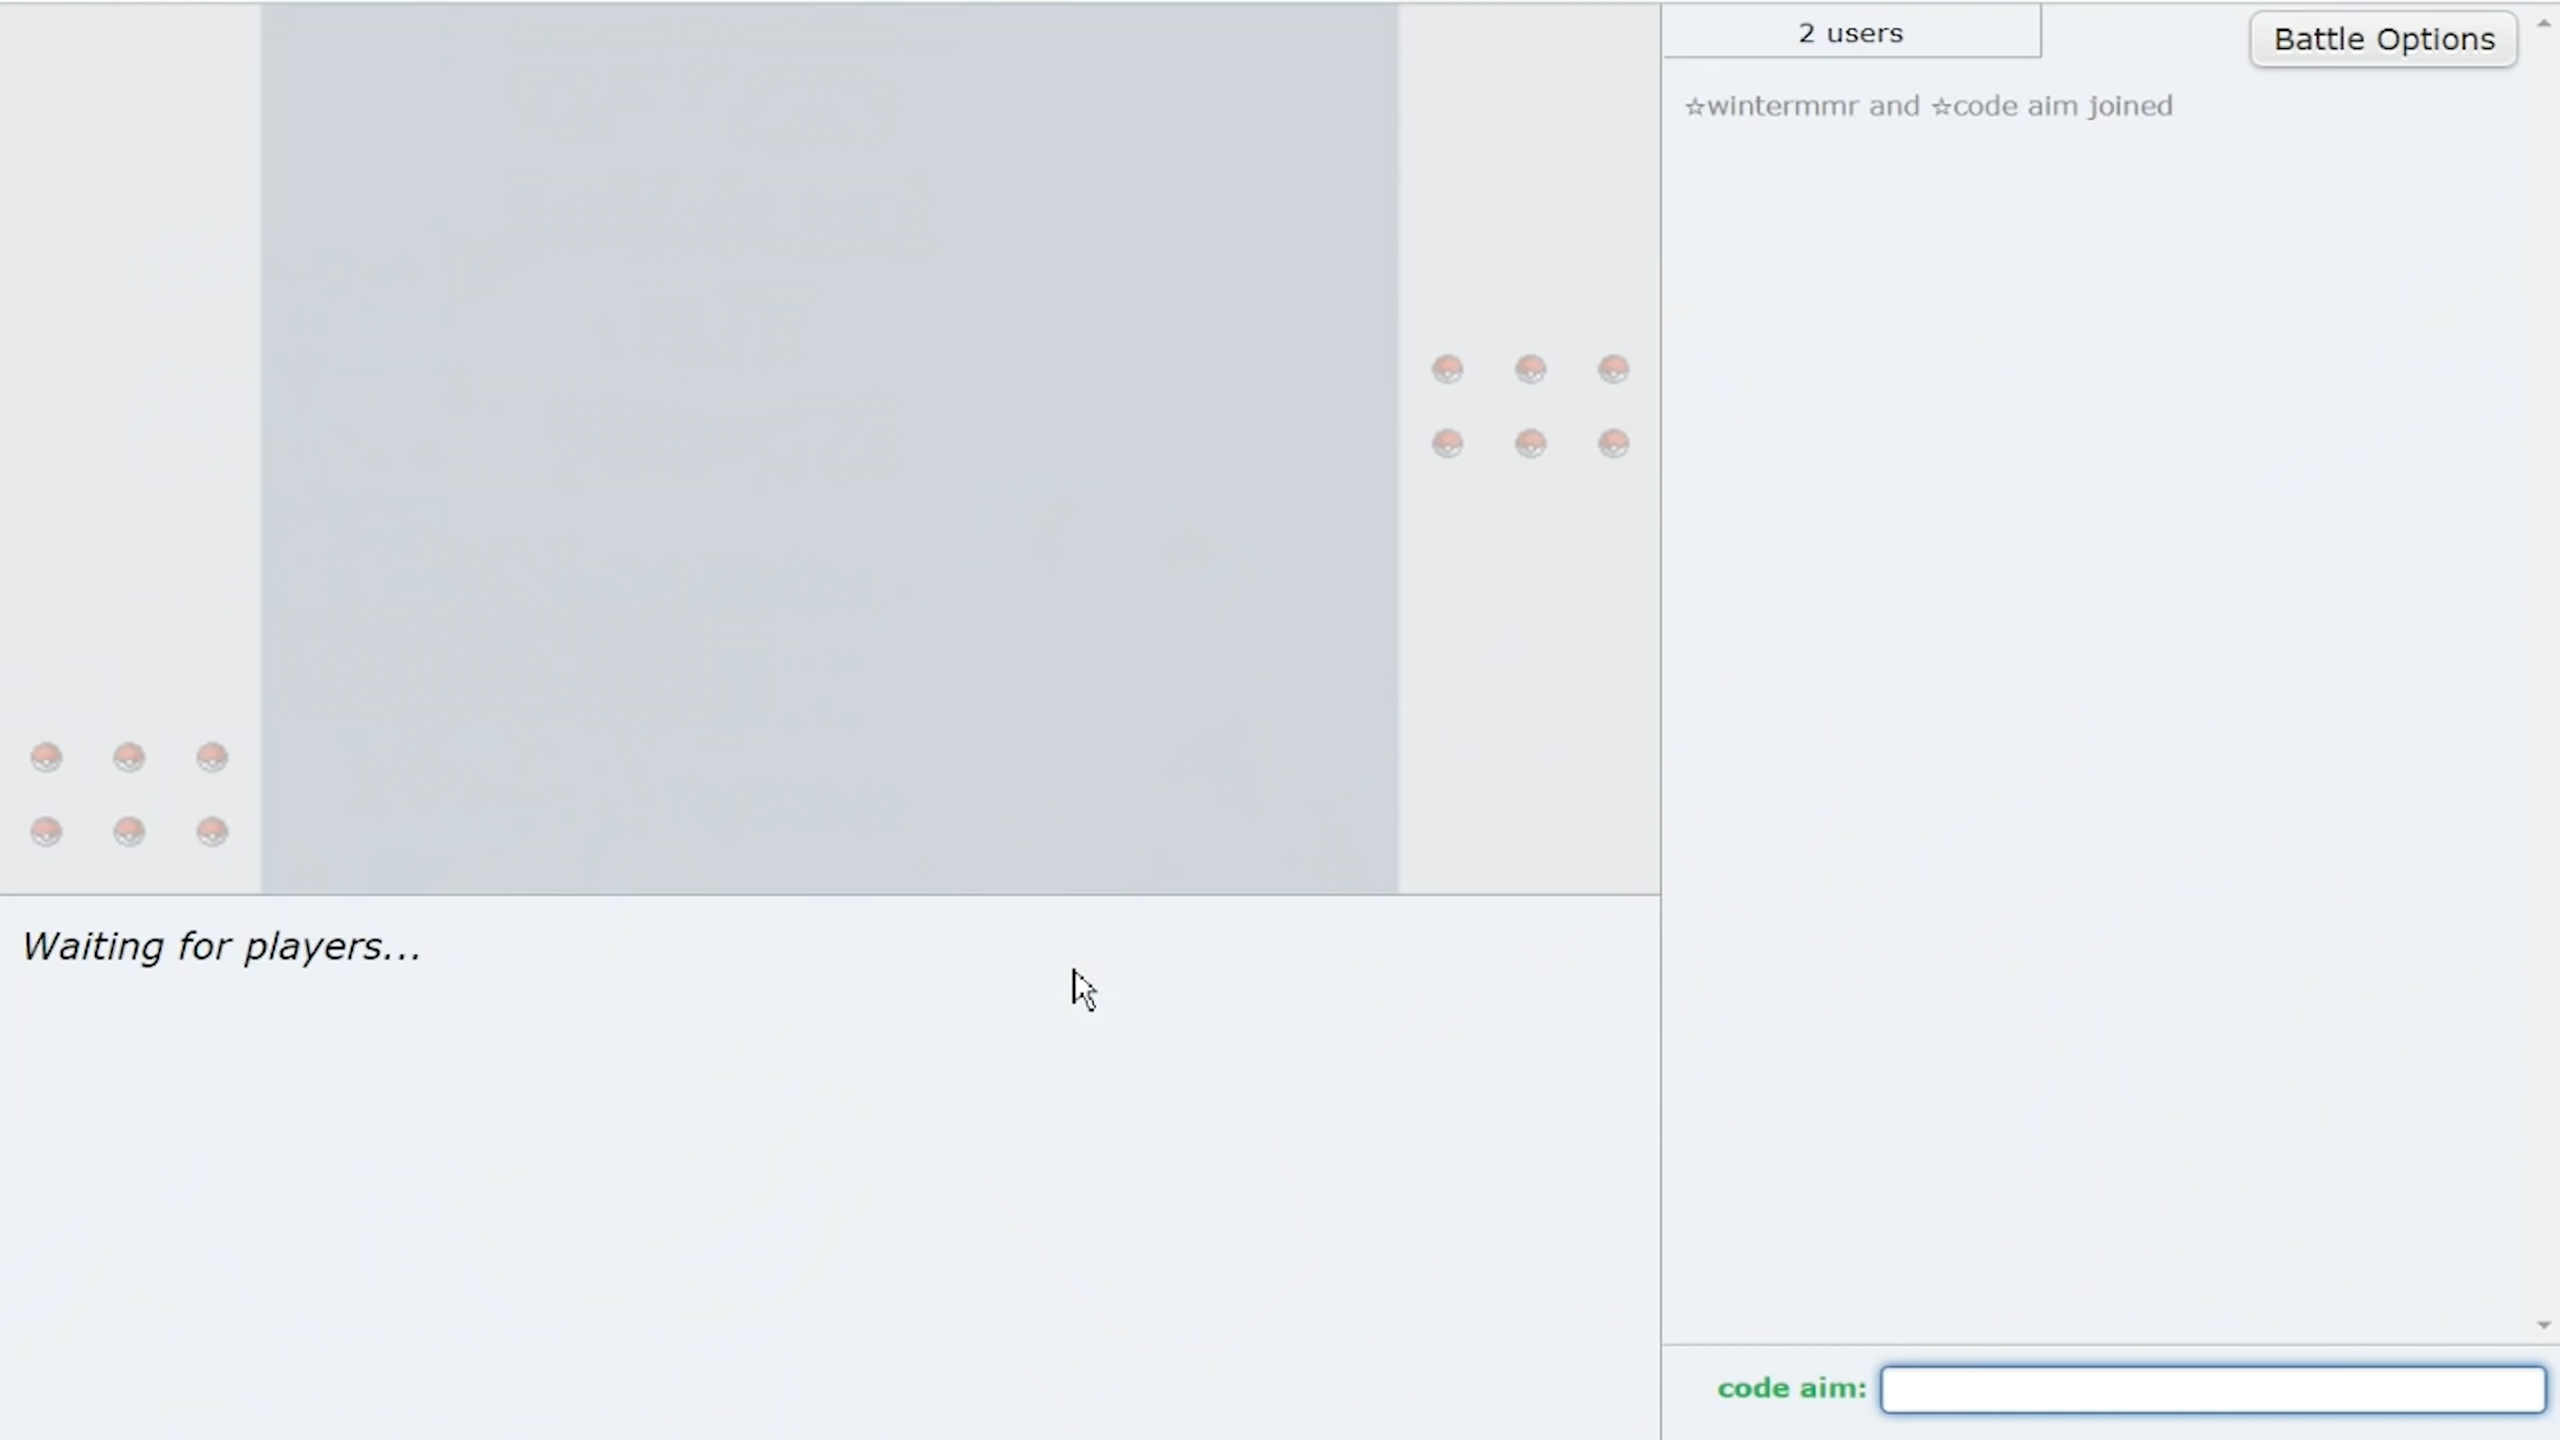 2 users
Battle Options
☆wintermmr and ☆code aim joined
Waiting for players...
code aim: